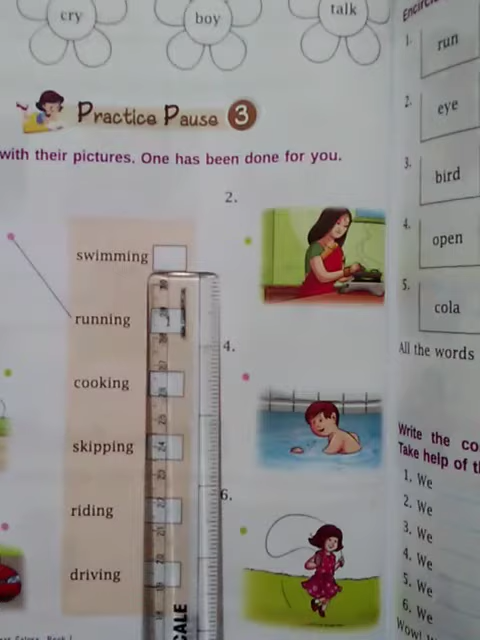 cry
boy
talk
Practice Pause 3
with their pictures. One has been done for you.
2.
swimming
running
4.
cooking
skipping
6.
riding
driving
CALE
1. run
2. eye
3. bird
4. open
5. cola
All the words
Write the co
Take help of t
1. We
2. We
3. We
4. We
5. We
6. We